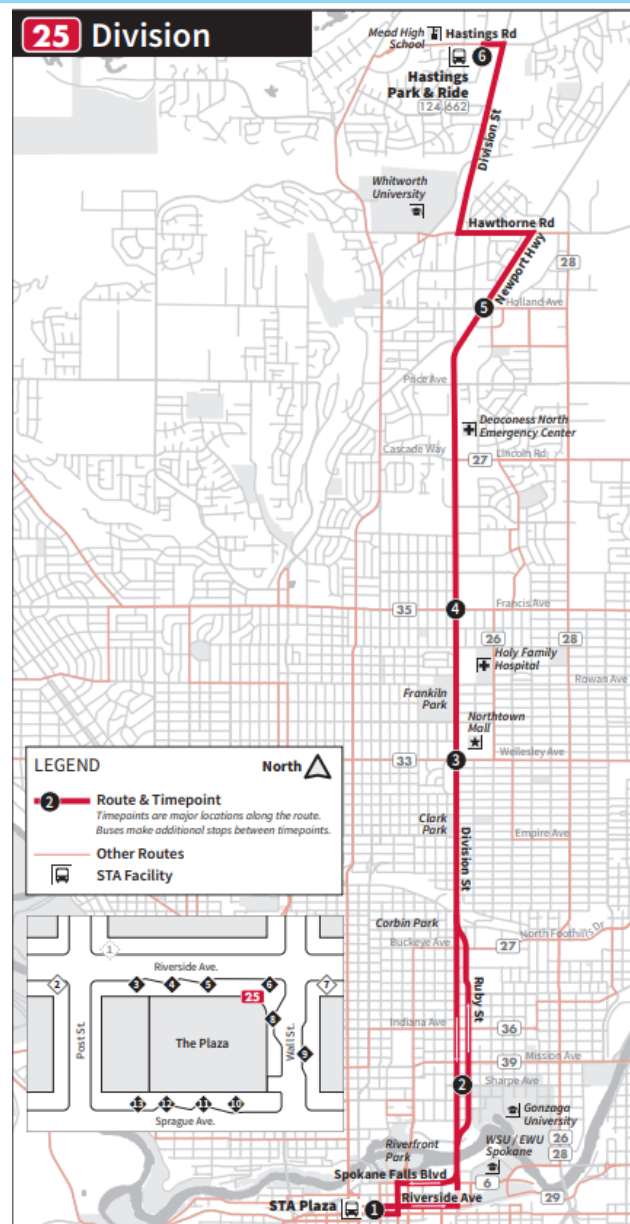 25 Division
Mead High
School
Hastings Rd
6
Hastings
Park & Ride
124 662
Division St
Whitworth
University
Hawthorne Rd
Newport Hwy
28
5
Holland Ave
Price Ave
Deaconess North
Emergency Center
Cascade Way
27
Lincoln Rd
35
4
Francis Ave
26
28
Holy Family
Hospital
Rowan Ave
Frankiln
Park
Northtown
Mall
33
3
Wellesley Ave
LEGEND
North
2
Route & Timepoint
Timepoints are major locations along the route.
Buses make additional stops between timepoints.
Other Routes
STA Facility
Clark
Park
Division St
Empire Ave
Corbin Park
Buckeye Ave
27
North Foothills Dr
Ruby St
Indiana Ave
36
39
Mission Ave
2
Sharpe Ave
Gonzaga
University
Riverfront
Park
WSU / EWU
Spokane
26
28
Spokane Falls Blvd
6
Riverside Ave
29
STA Plaza
1
1
Riverside Ave.
2
3
4
5
6
7
25
8
Post St.
The Plaza
Wall St.
9
13
12
11
10
Sprague Ave.